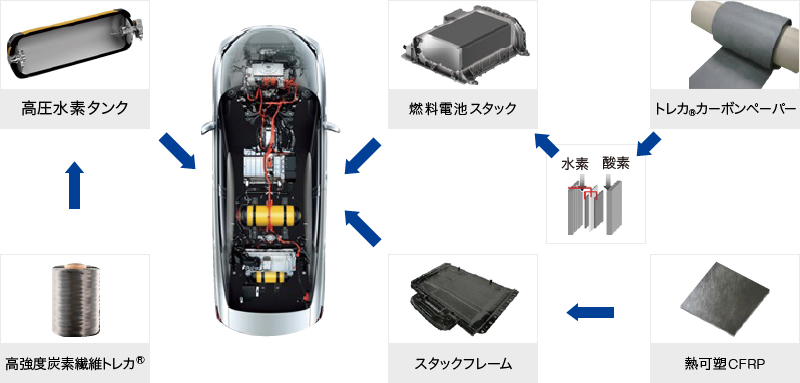 高圧水素タンク
燃料電池スタック
トレカ®カーボンペーパー
水素 酸素
高強度炭素繊維トレカ®
スタックフレーム
熱可塑CFRP